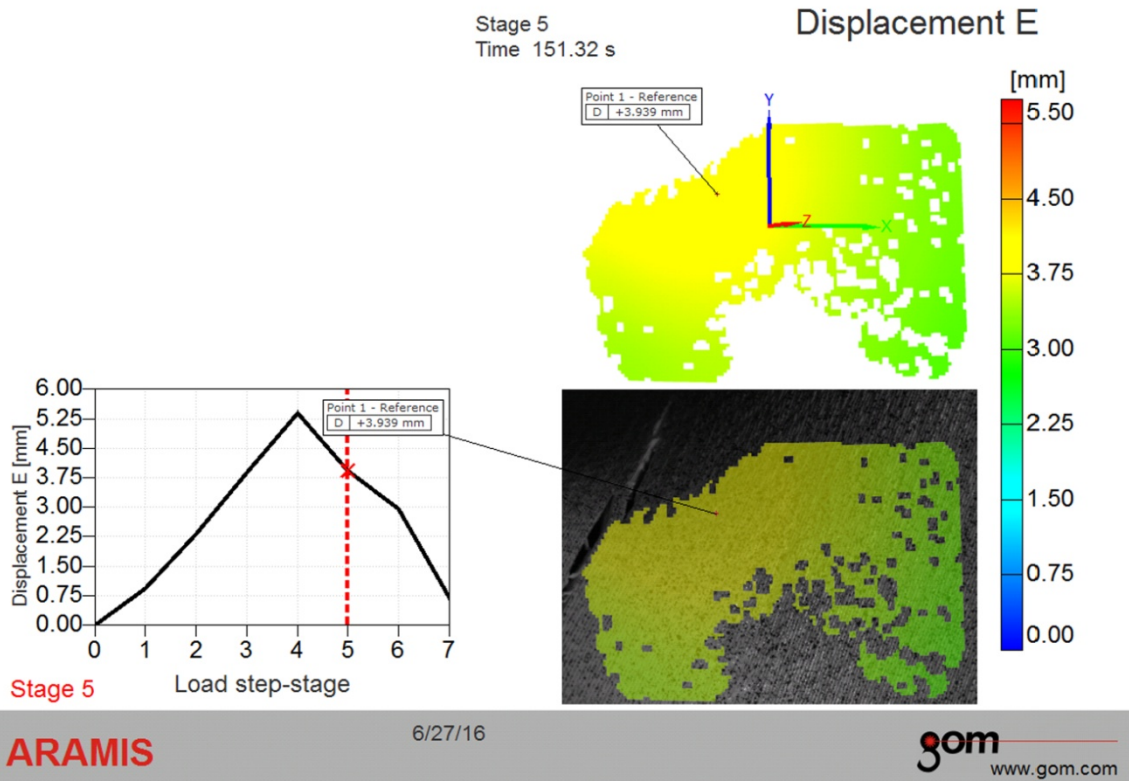 Stage 5
Time 151.32 s
Displacement E
[mm]
5.50
4.50
3.75
3.00
2.25
1.50
0.75
0.00
Point 1 - Reference
D +3.939 mm
Y
Z
X
Displacement E [mm]
6.00
5.25
4.50
3.75
3.00
2.25
1.50
0.75
0.00
Point 1 - Reference
D +3.939 mm
0 1 2 3 4 5 6 7
Stage 5
Load step-stage
ARAMIS
6/27/16
gom
www.gom.com